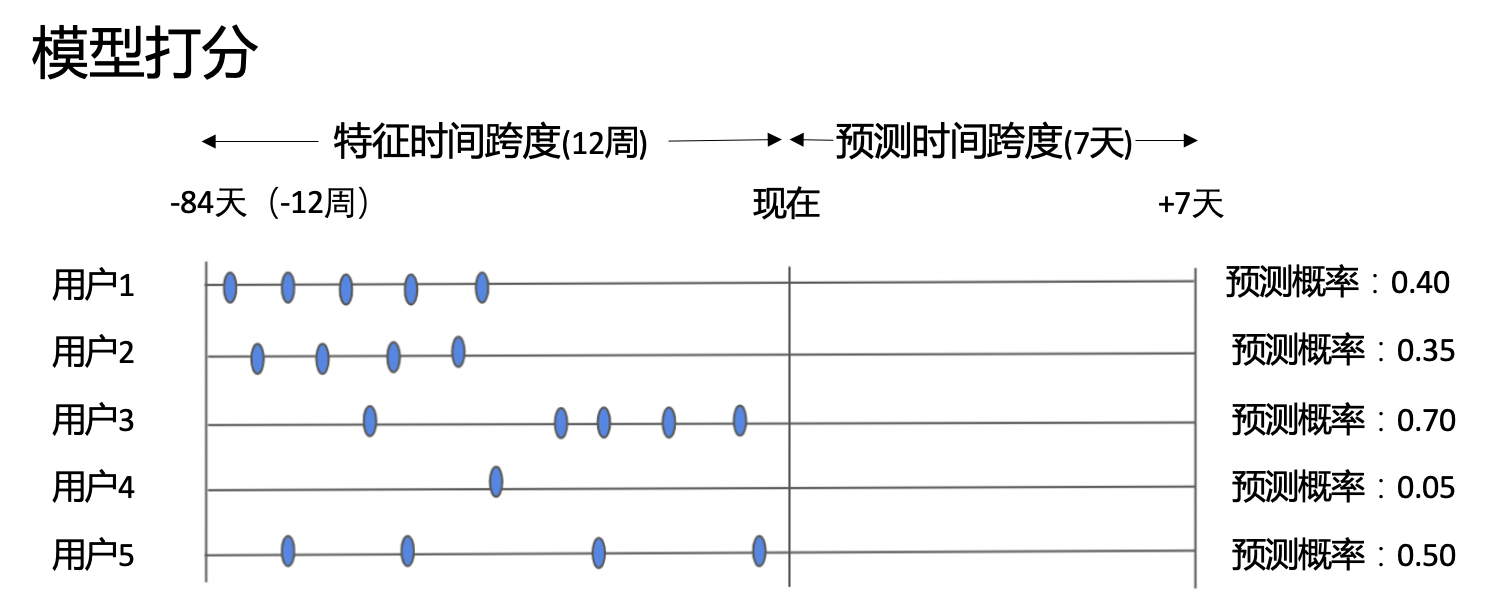 模型打分
特征时间跨度(12周) 预测时间跨度(7天)
-84天（-12周） 现在 +7天
用户1 预测概率：0.40
用户2 预测概率：0.35
用户3 预测概率：0.70
用户4 预测概率：0.05
用户5 预测概率：0.50